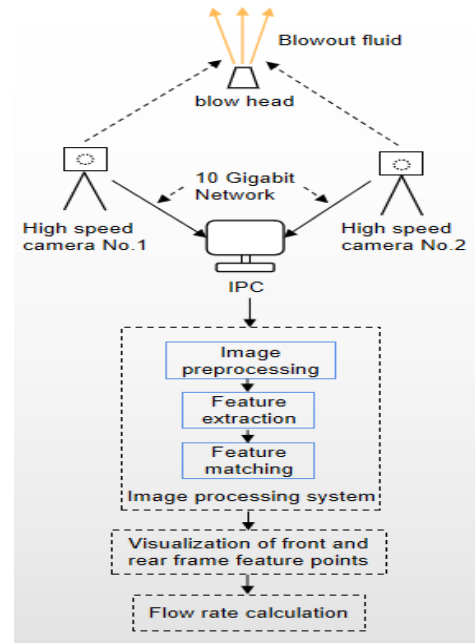 Blowout fluid
blow head
10 Gigabit
Network
High speed
camera No.1
High speed
camera No.2
IPC
Image
preprocessing
Feature
extraction
Feature
matching
Image processing system
Visualization of front and
rear frame feature points
Flow rate calculation